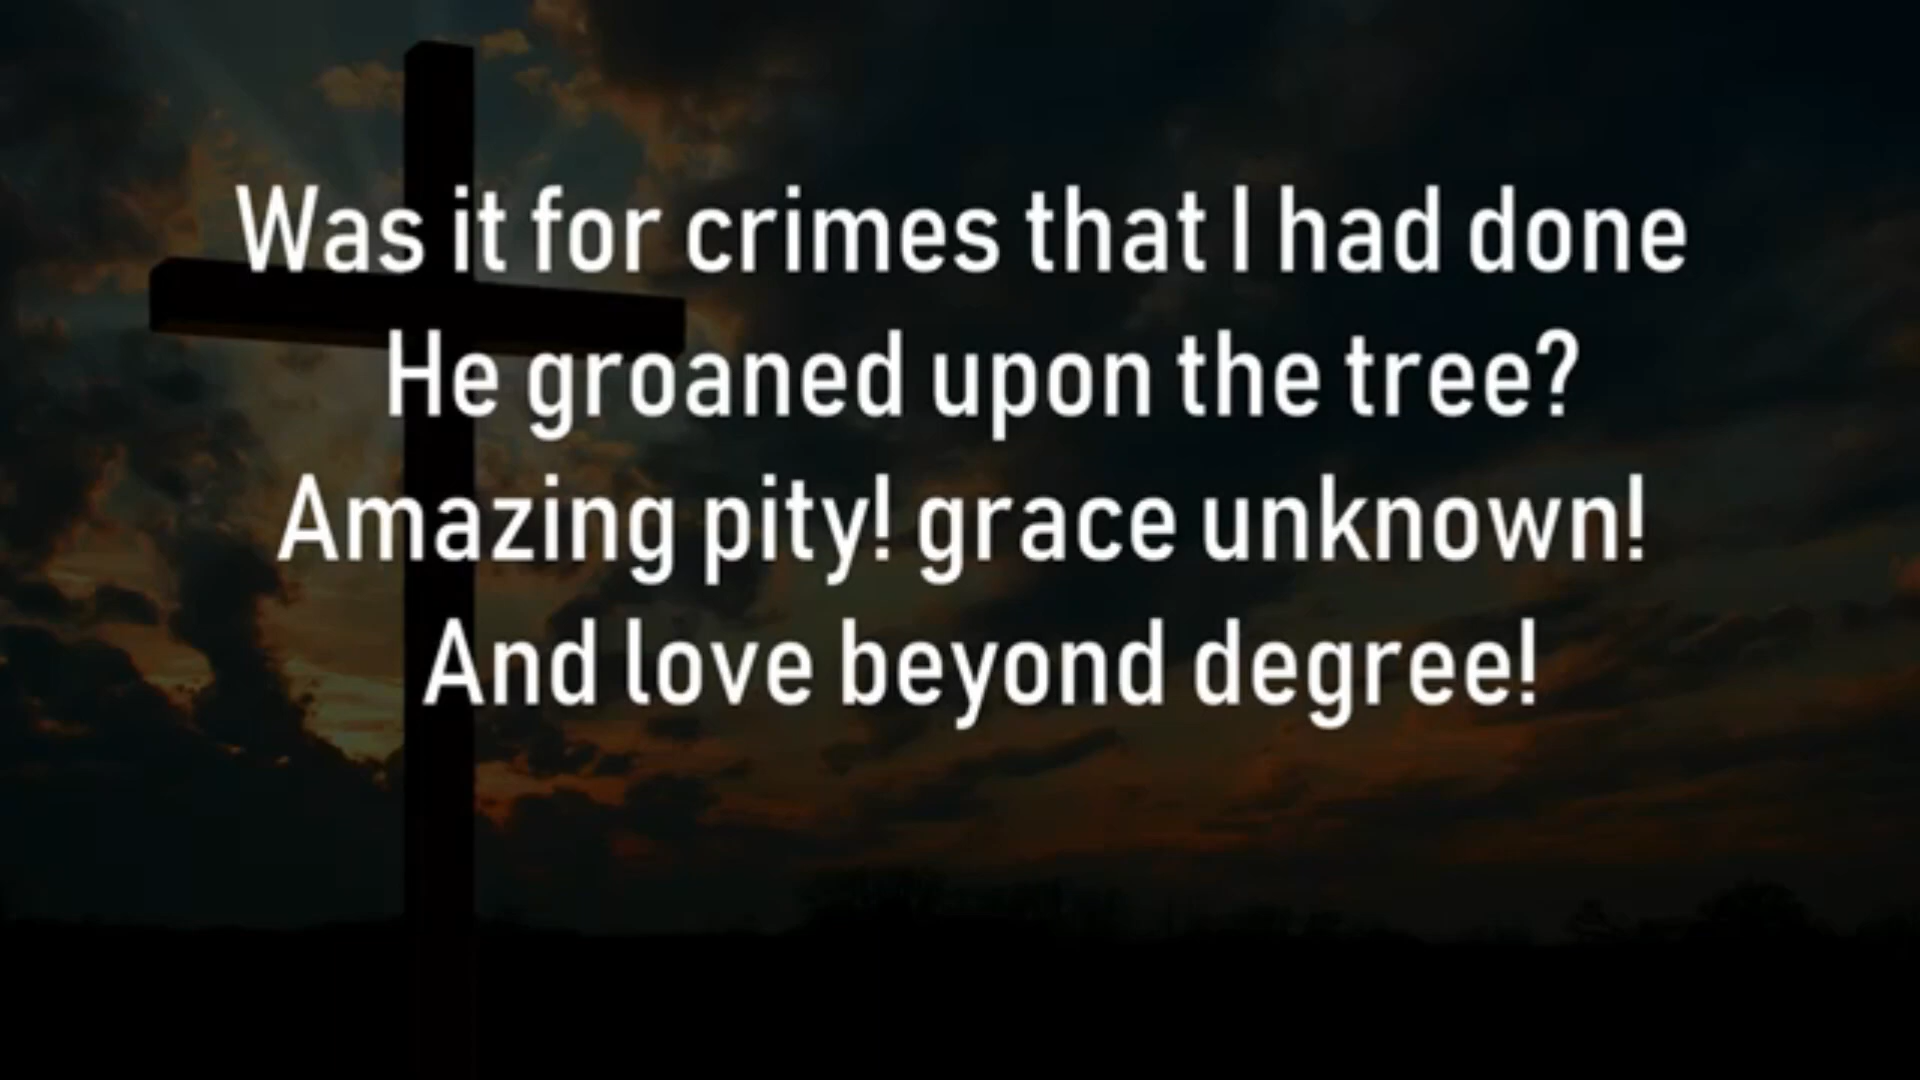 Was it for crimes that I had done
He groaned upon the tree?
Amazing pity! grace unknown!
And love beyond degree!